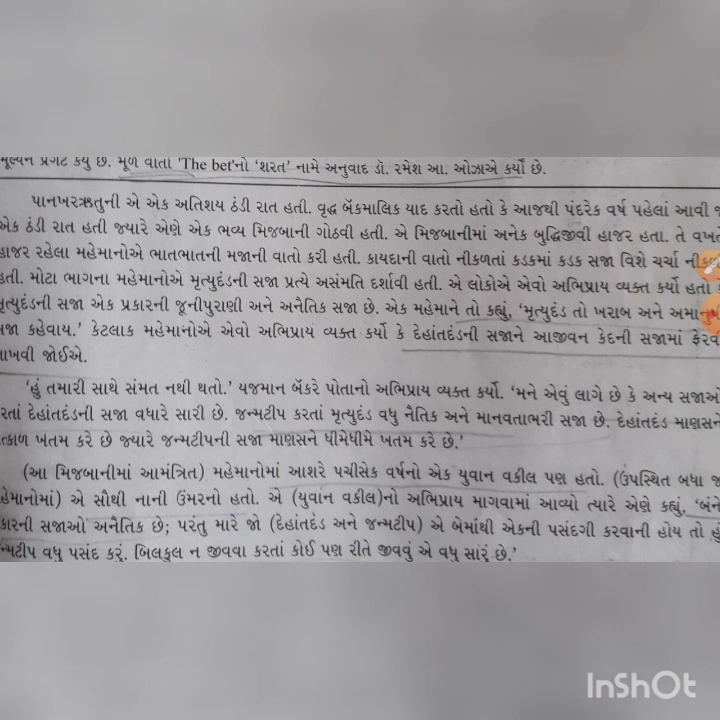 મૂલ્યન પ્રગટ કર્યુ છે. મૂળ વાર્તા 'The bet'નો 'શરત' નામે અનુવાદ ડૉ. રમેશ આ. ઓઝાએ કર્યો છે.
પાનખરઋતુની એ એક અતિશય ઠંડી રાત હતી. વૃદ્ધ બૅંકમાલિક યાદ કરતો હતો કે આજથી પંદરેક વર્ષ પહેલાં આવી
એક ઠંડી રાત હતી જ્યારે એણે એક ભવ્ય મિજબાની ગોઠવી હતી. એ મિજબાનીમાં અનેક બુદ્ધિજીવી હાજર હતા. તે વખતે
હાજર રહેલા મહેમાનોએ ભાતભાતની મજાની વાતો કરી હતી. કાયદાની વાતો નીકળતાં કડકમાં કડક સજા વિશે ચર્ચા
હતી. મોટા ભાગના મહેમાનોએ મૃત્યુદંડની સજા પ્રત્યે અસંમતિ દર્શાવી હતી. એ લોકોએ એવો અભિપ્રાય વ્યક્ત કર્યો હતો
મૃત્યુદંડની સજા એક પ્રકારની જૂનીપુરાણી અને અનૈતિક સજા છે. એક મહેમાને તો કહ્યું, 'મૃત્યુદંડ તો ખરાબ અને
સજા કહેવાય.' કેટલાક મહેમાનોએ એવો અભિપ્રાય વ્યક્ત કર્યો કે દેહાંતદંડની સજાને આજીવન કેદની સજામાં
નાખવી જોઈએ.
'હું તમારી સાથે સંમત નથી થતો.' યજમાન બૅંકરે પોતાનો અભિપ્રાય વ્યક્ત કર્યો. 'મને એવું લાગે છે કે અન્ય સજાઓ
કરતાં દેહાંતદંડની સજા વધારે સારી છે. જન્મટીપ કરતાં મૃત્યુદંડ વધુ નૈતિક અને માનવતાભરી સજા છે. દેહાંતદંડ માણસને
ત્કાળ ખતમ કરે છે જ્યારે જન્મટીપની સજા માણસને ધીમેધીમે ખતમ કરે છે.'
(આ મિજબાનીમાં આમંત્રિત) મહેમાનોમાં આશરે પચીસેક વર્ષનો એક યુવાન વકીલ પણ હતો. (ઉપસ્થિત બધા જ
મહેમાનોમાં) એ સૌથી નાની ઉંમરનો હતો. એ (યુવાન વકીલ)નો અભિપ્રાય માગવામાં આવ્યો ત્યારે એણે કહ્યું, 'બંને
કારની સજાઓ અનૈતિક છે; પરંતુ મારે જો (દેહાંતદંડ અને જન્મટીપ) એ બેમાંથી એકની પસંદગી કરવાની હોય તો હું
ન્મટીપ વધુ પસંદ કરું. બિલકુલ ન જીવવા કરતાં કોઈ પણ રીતે જીવવું એ વધુ સારું છે.'
InShOt